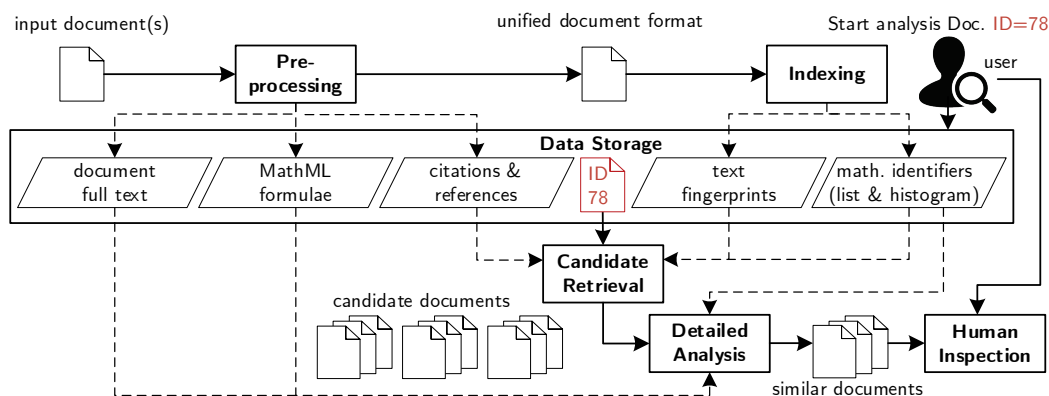 input document(s)
unified document format
Start analysis Doc. ID=78
user
Pre-
processing
Indexing
Data Storage
document
full text
MathML
formulae
citations &
references
ID
78
text
fingerprints
math. identifiers
(list & histogram)
Candidate
Retrieval
candidate documents
Detailed
Analysis
Human
Inspection
similar documents